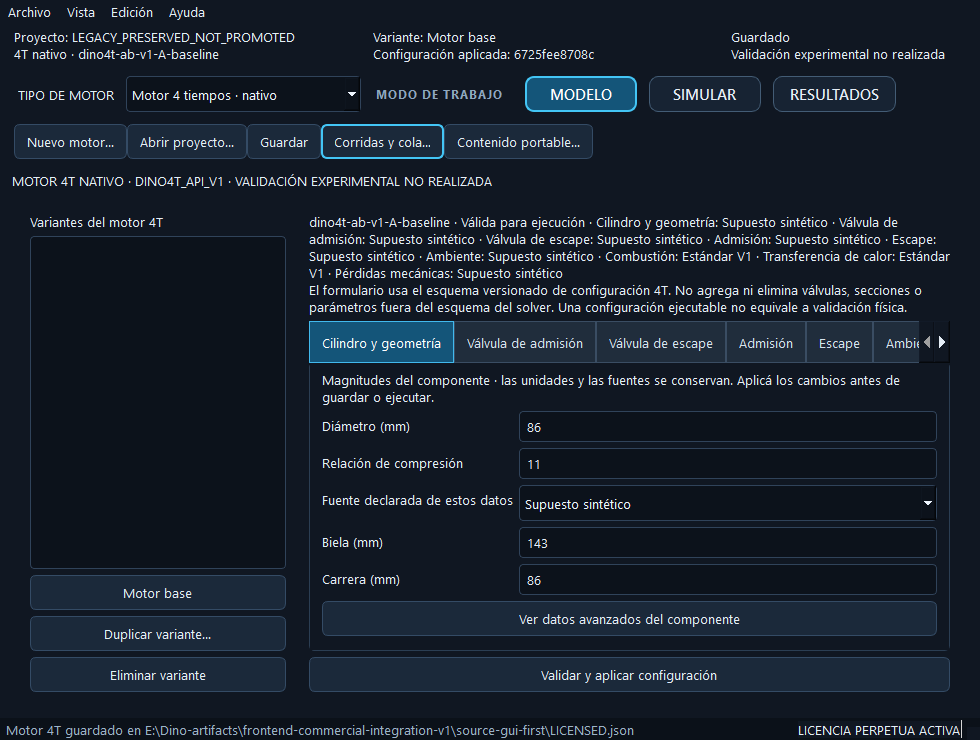 Archivo Vista Edición Ayuda
Proyecto: LEGACY_PRESERVED_NOT_PROMOTED
4T nativo · dino4t-ab-v1-A-baseline
Variante: Motor base
Configuración aplicada: 6725fee8708c
Guardado
Validación experimental no realizada
TIPO DE MOTOR Motor 4 tiempos · nativo MODO DE TRABAJO MODELO SIMULAR RESULTADOS
Nuevo motor... Abrir proyecto... Guardar Corridas y cola... Contenido portable...
MOTOR 4T NATIVO · DINO4T_API_V1 · VALIDACIÓN EXPERIMENTAL NO REALIZADA
Variantes del motor 4T
Motor base
Duplicar variante...
Eliminar variante
dino4t-ab-v1-A-baseline · Válida para ejecución · Cilindro y geometría: Supuesto sintético · Válvula de
admisión: Supuesto sintético · Válvula de escape: Supuesto sintético · Admisión: Supuesto sintético · Escape:
Supuesto sintético · Ambiente: Supuesto sintético · Combustión: Estándar V1 · Transferencia de calor: Estándar
V1 · Pérdidas mecánicas: Supuesto sintético
El formulario usa el esquema versionado de configuración 4T. No agrega ni elimina válvulas, secciones o
parámetros fuera del esquema del solver. Una configuración ejecutable no equivale a validación física.
Cilindro y geometría Válvula de admisión Válvula de escape Admisión Escape Ambie
Magnitudes del componente · las unidades y las fuentes se conservan. Aplicá los cambios antes de
guardar o ejecutar.
Diámetro (mm) 86
Relación de compresión 11
Fuente declarada de estos datos Supuesto sintético
Biela (mm) 143
Carrera (mm) 86
Ver datos avanzados del componente
Validar y aplicar configuración
Motor 4T guardado en E:\Dino-artifacts\frontend-commercial-integration-v1\source-gui-first\LICENSED.json
LICENCIA PERPETUA ACTIVA